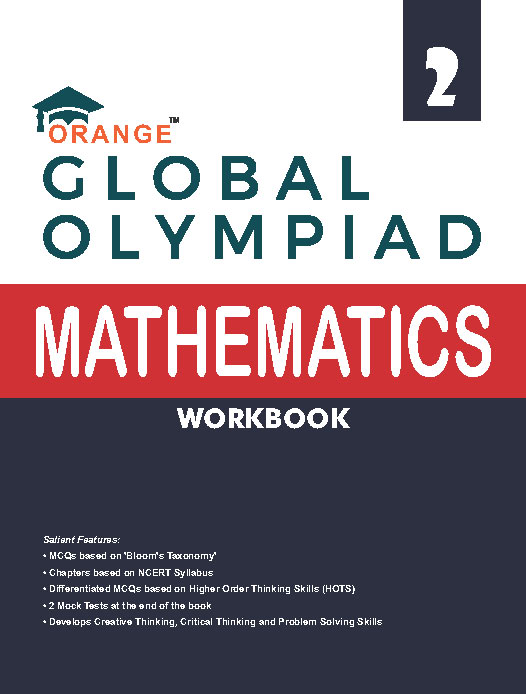 2
ORANGE™
GLOBAL
OLYMPIAD
MATHEMATICS
WORKBOOK
Salient Features:
• MCQs based on 'Bloom's Taxonomy'
• Chapters based on NCERT Syllabus
• Differentiated MCQs based on Higher Order Thinking Skills (HOTS)
• 2 Mock Tests at the end of the book
• Develops Creative Thinking, Critical Thinking and Problem Solving Skills